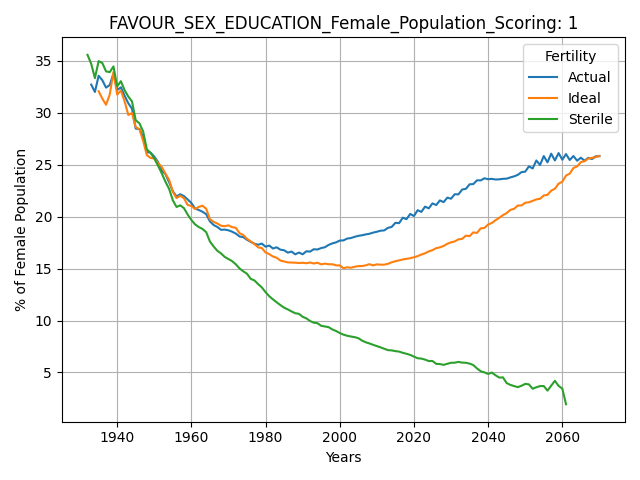 FAVOUR_SEX_EDUCATION_Female_Population_Scoring: 1
Fertility
Actual
Ideal
Sterile
% of Female Population
35
30
25
20
15
10
5
1940 1960 1980 2000 2020 2040 2060
Years